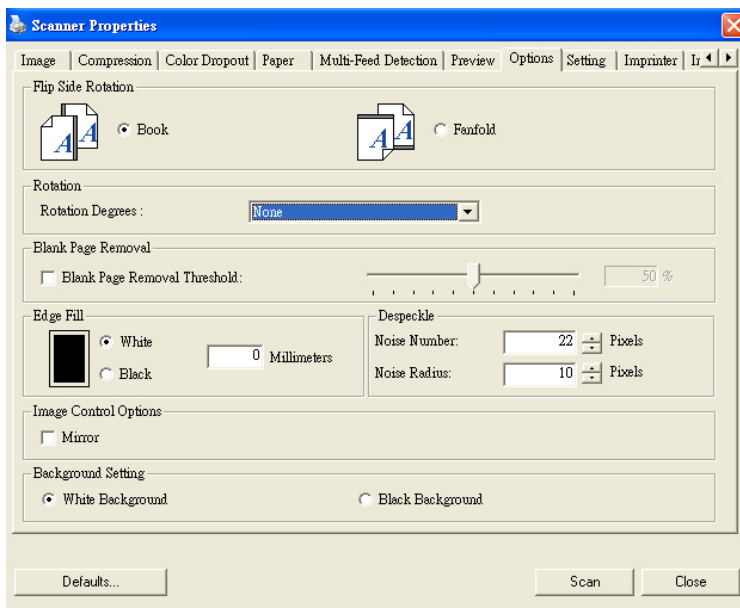 Scanner Properties
Image Compression Color Dropout Paper Multi-Feed Detection Preview Options Setting Imprinter
Flip Side Rotation
A A Book A A Fanfold
Rotation
Rotation Degrees : None
Blank Page Removal
Blank Page Removal Threshold: 50 %
Edge Fill Despeckle
White 0 Millimeters Noise Number: 22 Pixels
Black Noise Radius: 10 Pixels
Image Control Options
Mirror
Background Setting
White Background Black Background
Defaults... Scan Close